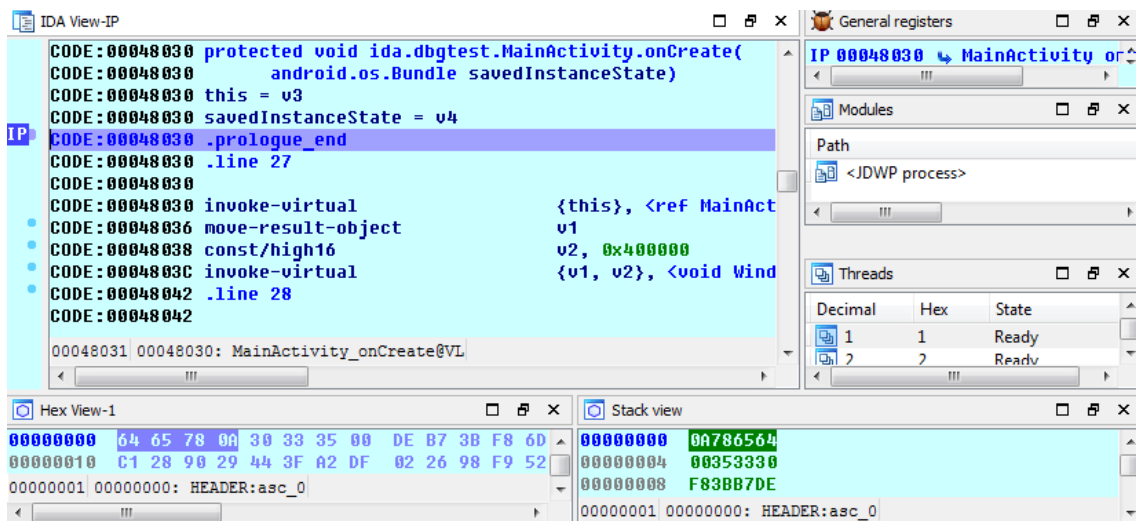 IDA View-IP
CODE:00048030 protected void ida.dbgtest.MainActivity.onCreate(
CODE:00048030 android.os.Bundle savedInstanceState)
CODE:00048030 this = v3
CODE:00048030 savedInstanceState = v4
IP CODE:00048030 .prologue_end
CODE:00048030 .line 27
CODE:00048030
CODE:00048030 invoke-virtual {this}, <ref MainAct
CODE:00048036 move-result-object v1
CODE:00048038 const/high16 v2, 0x400000
CODE:0004803C invoke-virtual {v1, v2}, <void Wind
CODE:00048042 .line 28
CODE:00048042
00048031 00048030: MainActivity_onCreate@VL
General registers
IP 00048030 MainActivity_or
Modules
Path
<JDWP process>
Threads
Decimal Hex State
1 1 Ready
2 2 Ready
Hex View-1
00000000 64 65 78 0A 30 33 35 00 DE B7 3B F8 6D
00000010 C1 28 90 29 44 3F A2 DF 02 26 98 F9 52
00000001 00000000: HEADER:asc_0
Stack view
00000000 0A786564
00000004 00353330
00000008 F83BB7DE
00000001 00000000: HEADER:asc_0